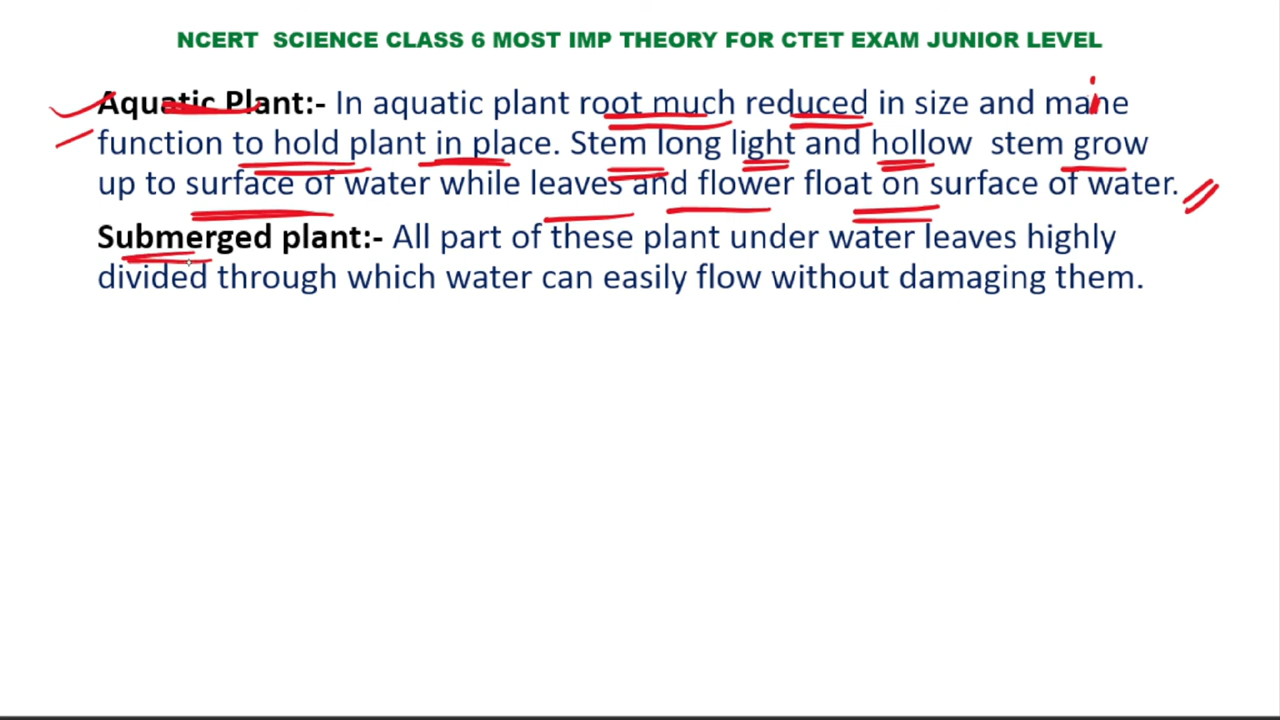 NCERT SCIENCE CLASS 6 MOST IMP THEORY FOR CTET EXAM JUNIOR LEVEL
Aquatic Plant:- In aquatic plant root much reduced in size and maine
function to hold plant in place. Stem long light and hollow stem grow
up to surface of water while leaves and flower float on surface of water.
Submerged plant:- All part of these plant under water leaves highly
divided through which water can easily flow without damaging them.